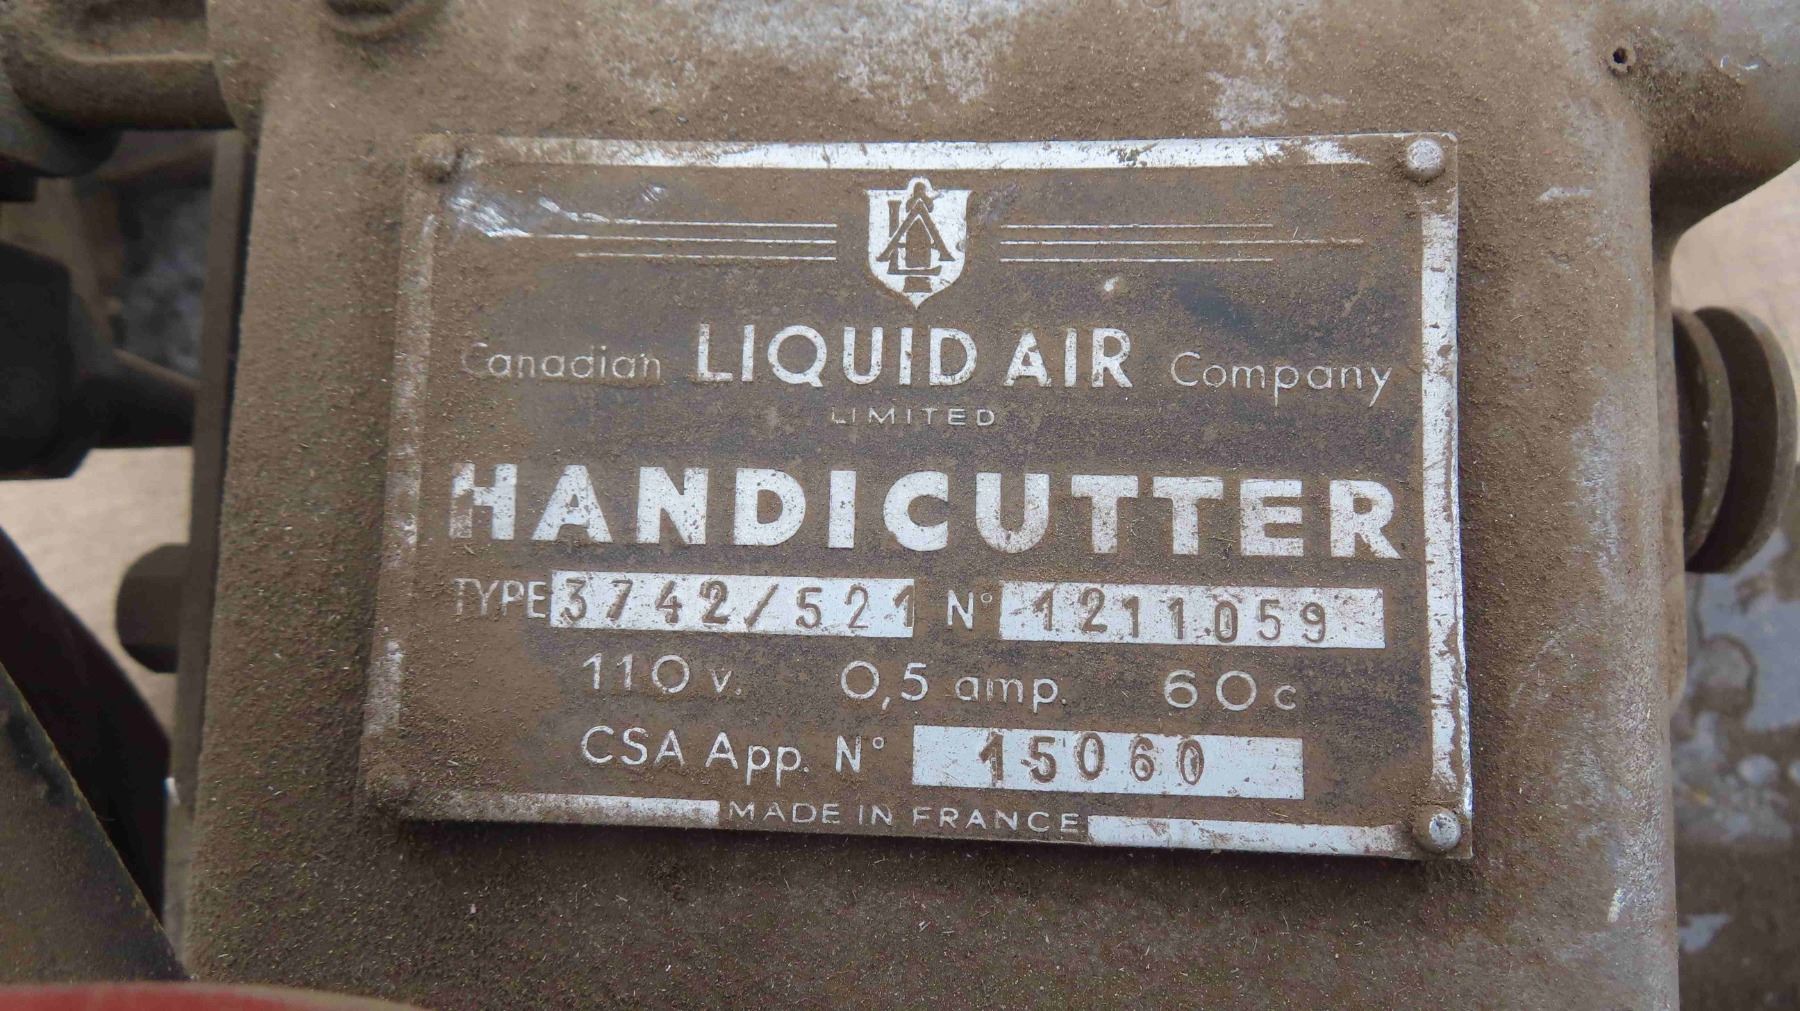 Canadian LIQUID AIR Company
LIMITED
HANDICUTTER
TYPE 3742/521 N° 1211059
110 v. 0,5 amp. 60 c
CSA App. N° 15060
MADE IN FRANCE